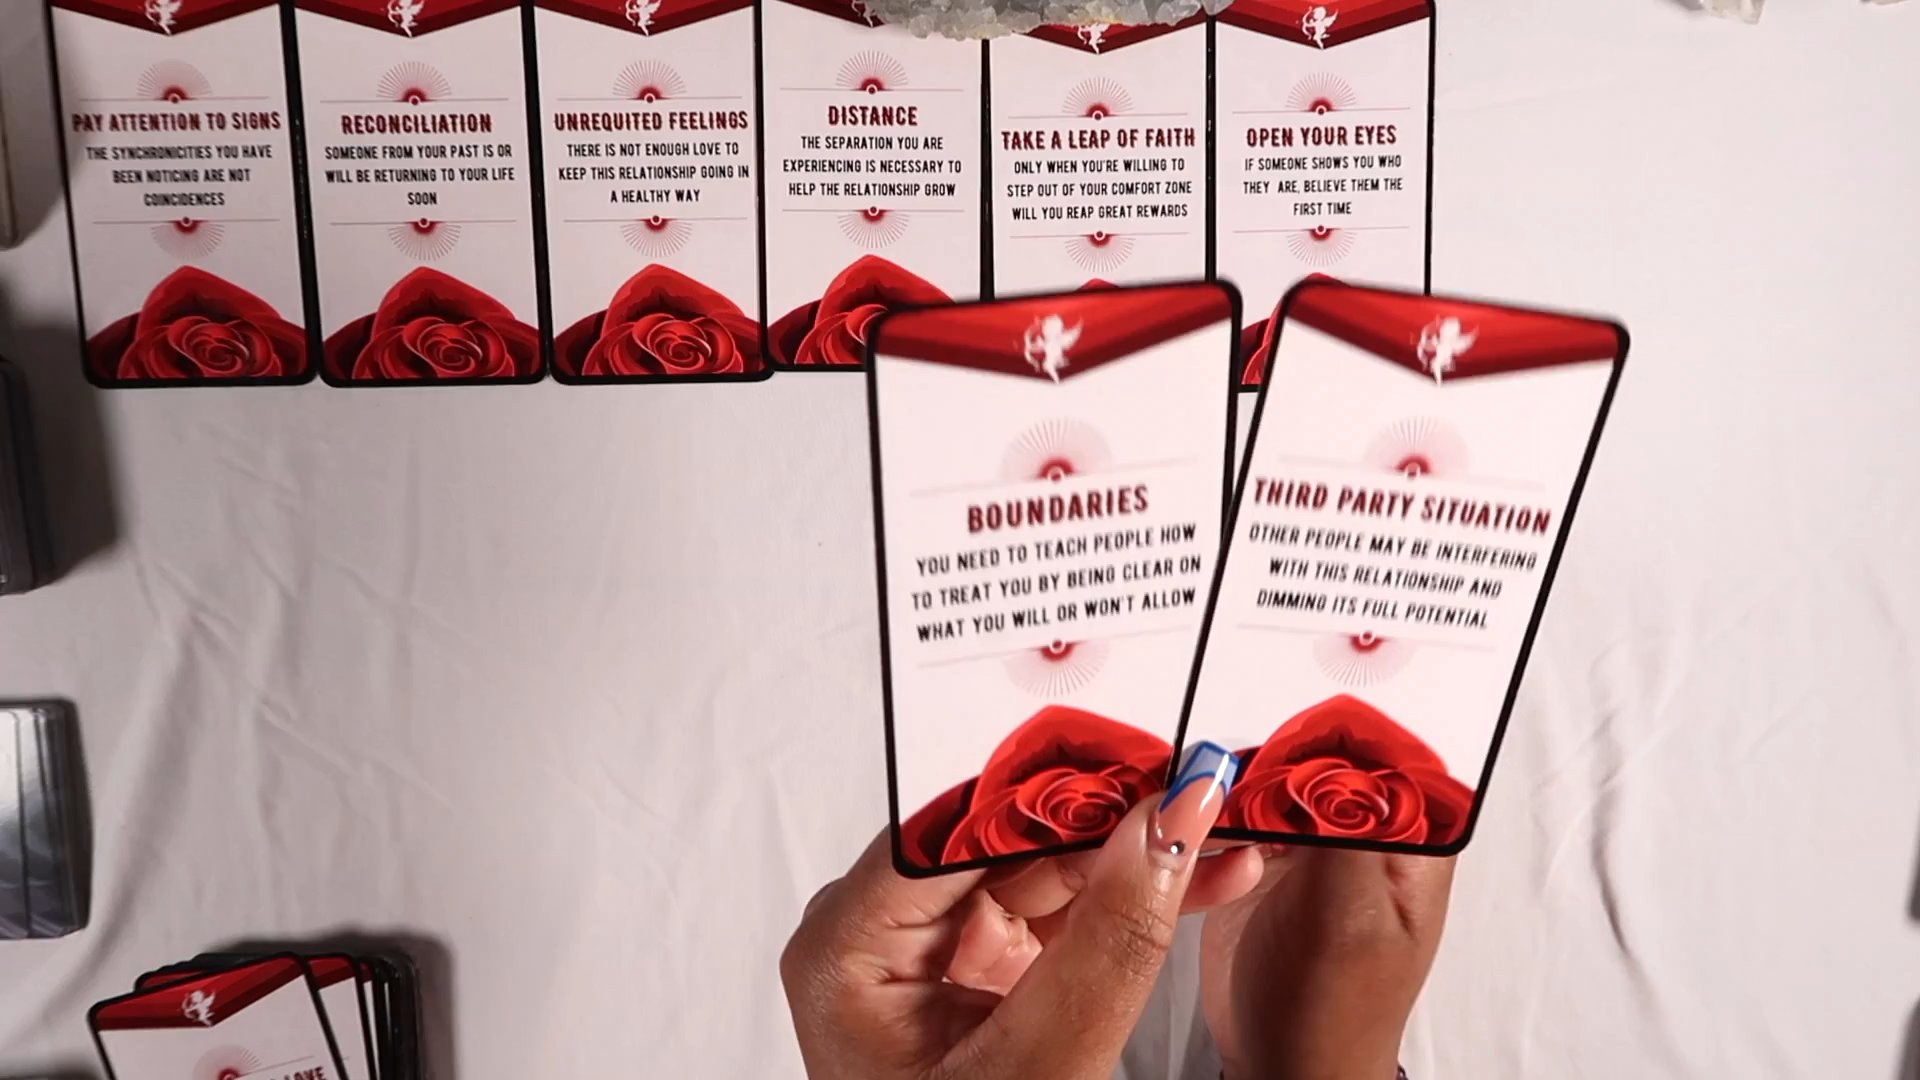 PAY ATTENTION TO SIGNS
THE SYNCHRONICITIES YOU HAVE
BEEN NOTICING ARE NOT
COINCIDENCES
RECONCILIATION
SOMEONE FROM YOUR PAST IS OR
WILL BE RETURNING TO YOUR LIFE
SOON
UNREQUITED FEELINGS
THERE IS NOT ENOUGH LOVE TO
KEEP THIS RELATIONSHIP GOING IN
A HEALTHY WAY
DISTANCE
THE SEPARATION YOU ARE
EXPERIENCING IS NECESSARY TO
HELP THE RELATIONSHIP GROW
TAKE A LEAP OF FAITH
ONLY WHEN YOU'RE WILLING TO
STEP OUT OF YOUR COMFORT ZONE
WILL YOU REAP GREAT REWARDS
OPEN YOUR EYES
IF SOMEONE SHOWS YOU WHO
THEY ARE, BELIEVE THEM THE
FIRST TIME
BOUNDARIES
YOU NEED TO TEACH PEOPLE HOW
TO TREAT YOU BY BEING CLEAR ON
WHAT YOU WILL OR WON'T ALLOW
THIRD PARTY SITUATION
OTHER PEOPLE MAY BE INTERFERING
WITH THIS RELATIONSHIP AND
DIMMING ITS FULL POTENTIAL
LOVE